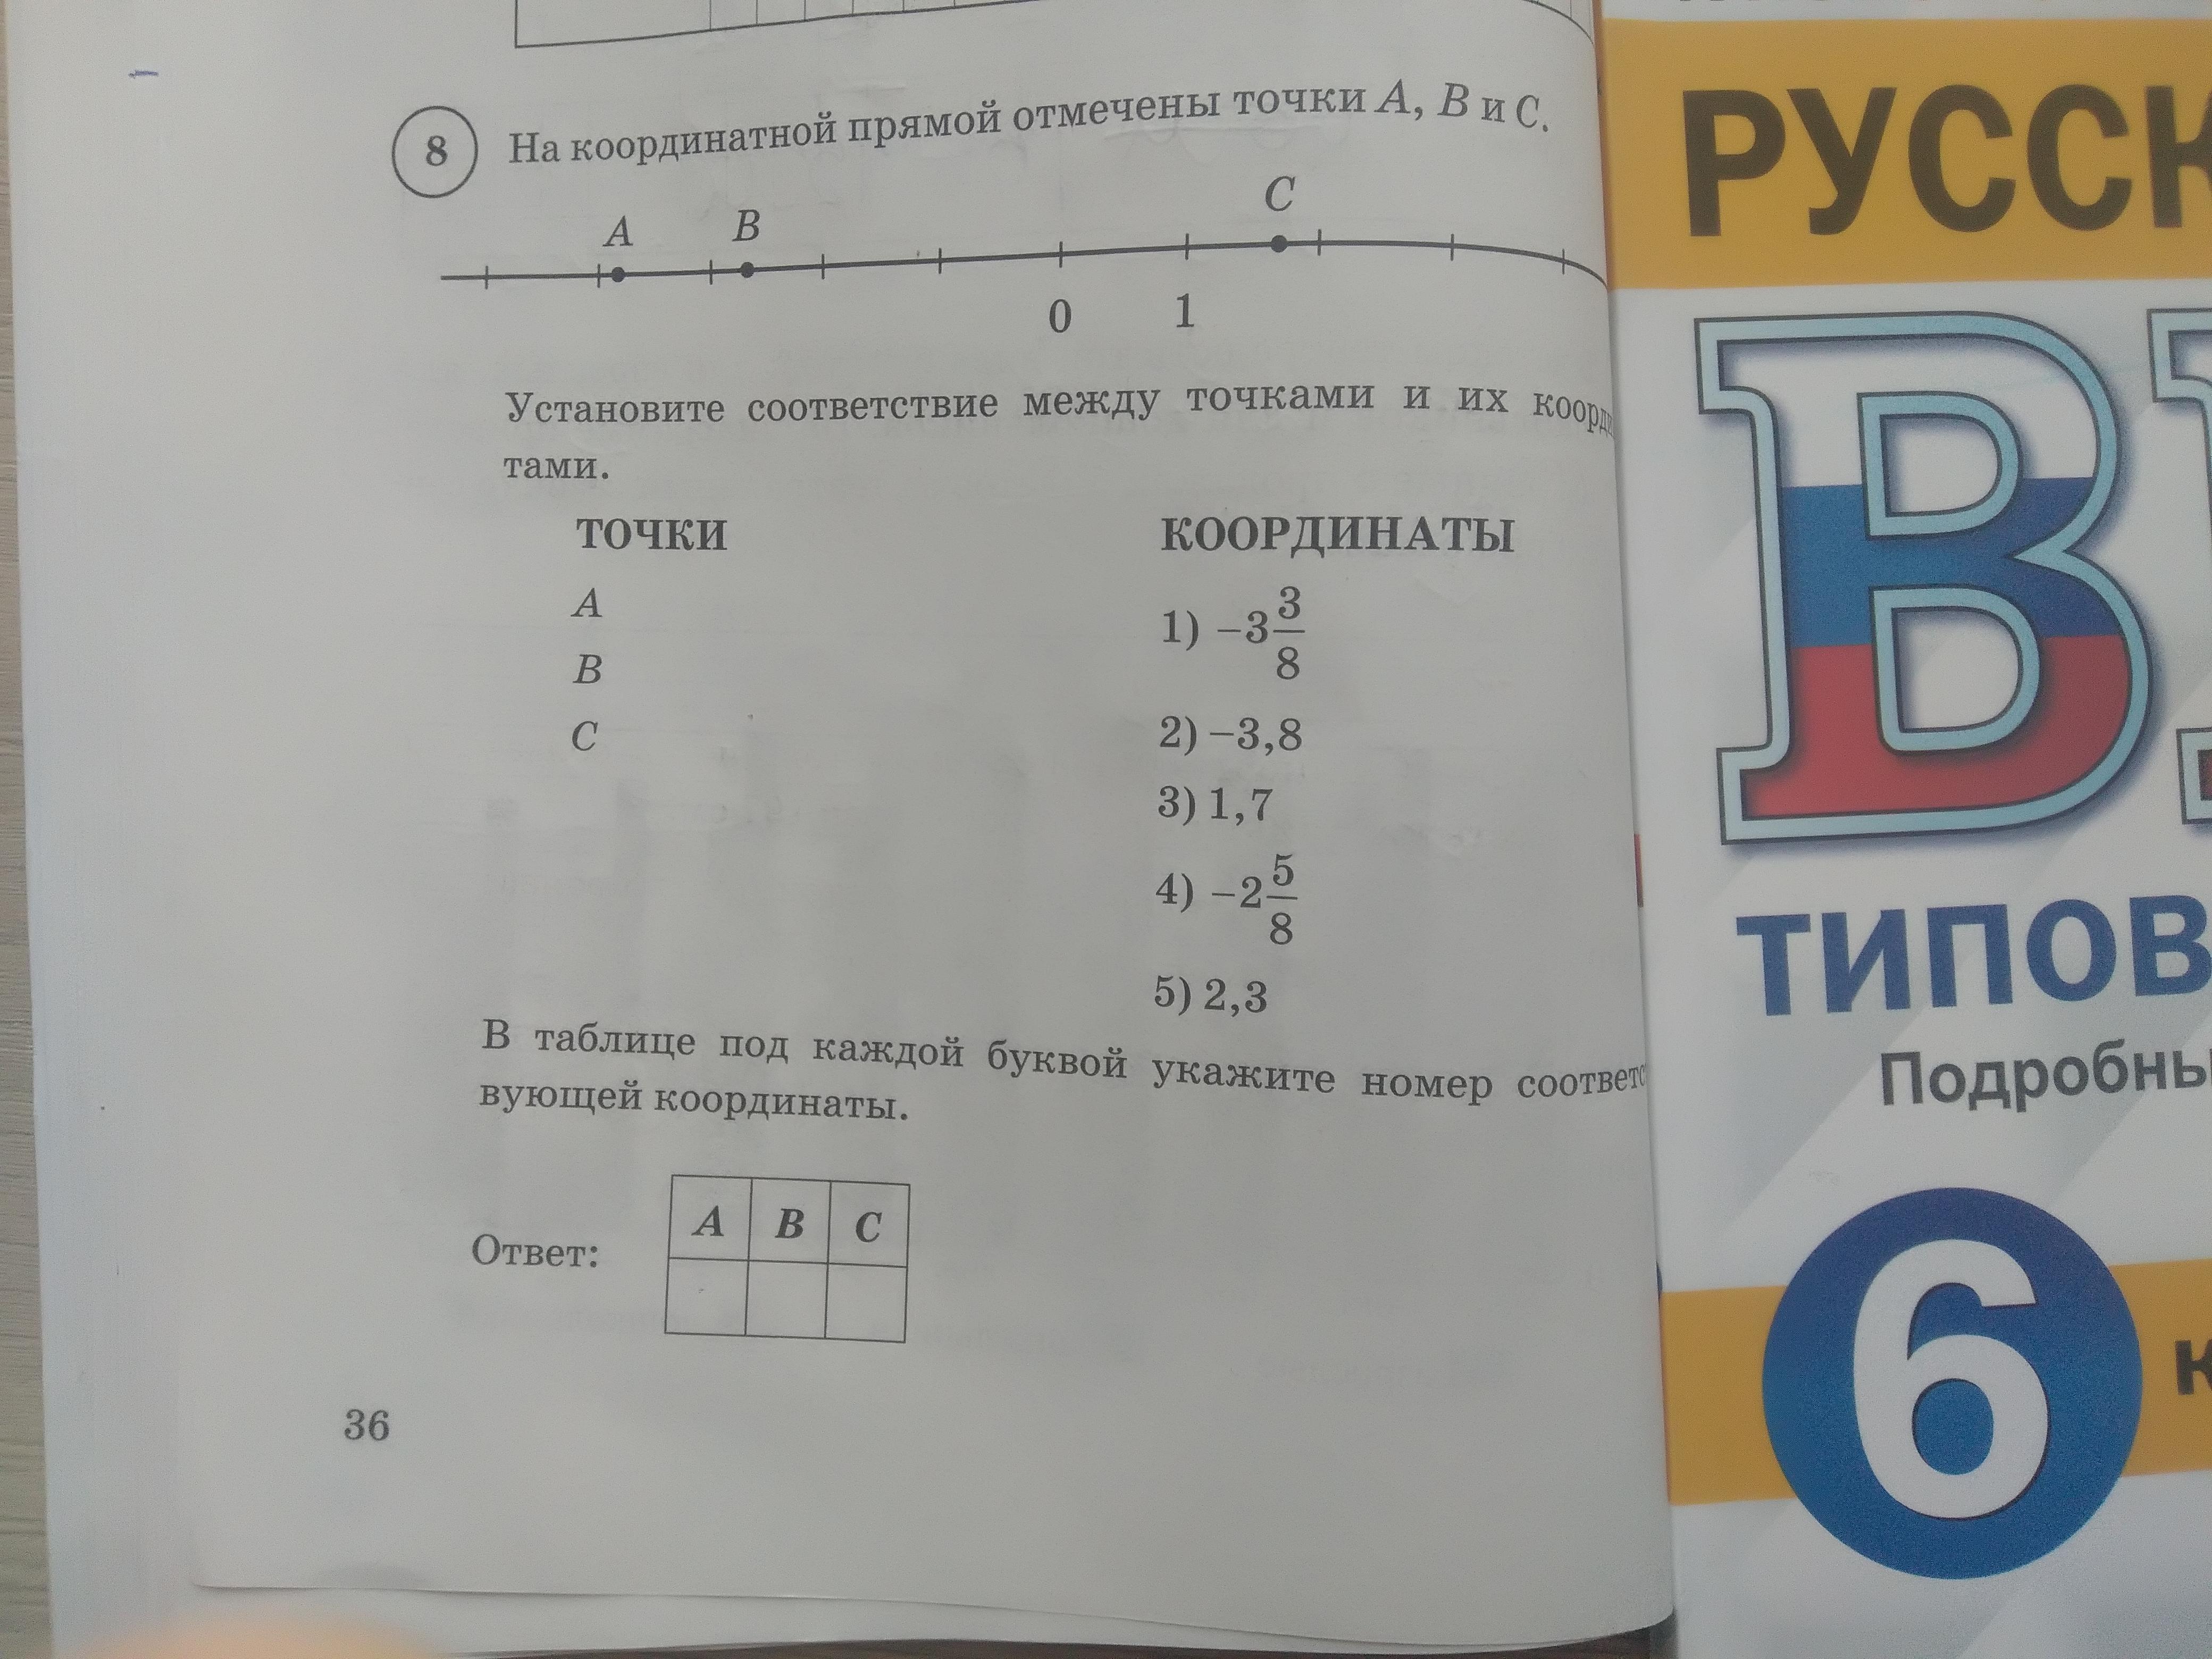 8 На координатной прямой отмечены точки A, B и C.
A B C
0 1
Установите соответствие между точками и их коорди
тами.
ТОЧКИ КООРДИНАТЫ
A
B
C
1) −3 3/8
2) −3,8
3) 1,7
4) −2 5/8
5) 2,3
В таблице под каждой буквой укажите номер соответс
вующей координаты.
Ответ:
A B C
36
РУССК
В
ТИПОВ
Подробны
6 к